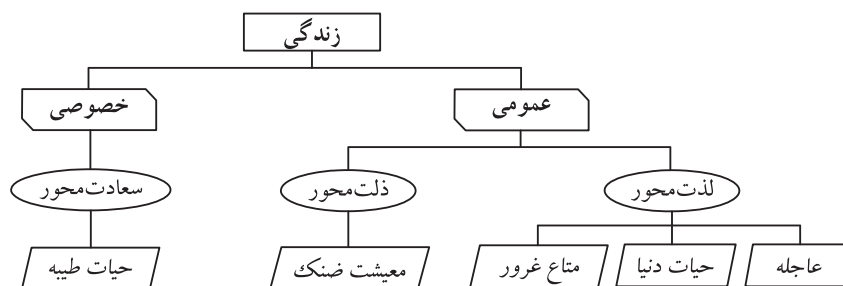 زندگی
عمومی
خصوصی
لذت‌محور
ذلت‌محور
سعادت‌محور
عاجله
حیات دنیا
متاع غرور
معیشت ضنک
حیات طیبه